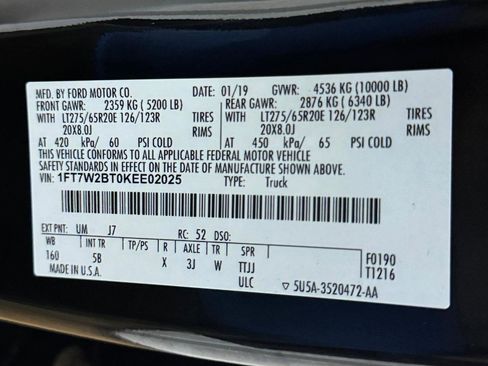 MFD. BY FORD MOTOR CO. DATE: 01/19 GVWR: 4536 KG (10000 LB)
FRONT GAWR: 2359 KG (5200 LB) REAR GAWR: 2876 KG (6340 LB)
WITH LT275/65R20E 126/123R TIRES WITH LT275/65R20E 126/123R TIRES
20X8.0J RIMS 20X8.0J RIMS
AT 420 kPa/ 60 PSI COLD AT 450 kPa/ 65 PSI COLD
THIS VEHICLE CONFORMS TO ALL APPLICABLE FEDERAL MOTOR VEHICLE
SAFETY STANDARDS IN EFFECT ON THE DATE OF MANUFACTURE SHOWN ABOVE.
VIN: 1FT7W2BT0KEE02025 TYPE: Truck
EXT PNT: UM J7 RC: 52 DSO:
WB INT TR TP/PS R AXLE TR SPR F0190
160 5B X 3J W TTJJ T1216
MADE IN U.S.A. ULC ▽ 5U5A-3520472-AA